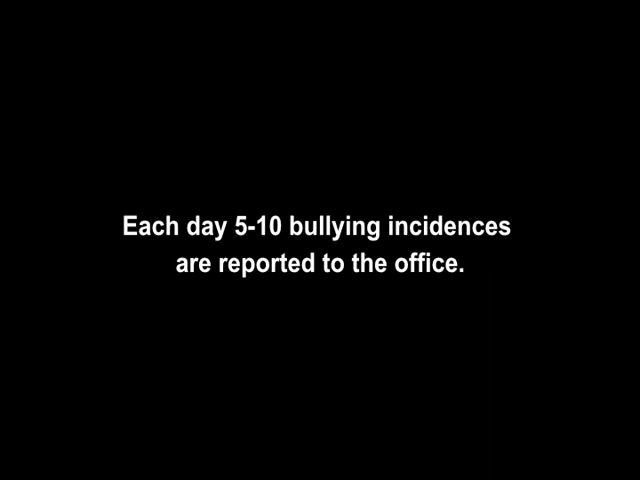 Each day 5-10 bullying incidences
are reported to the office.